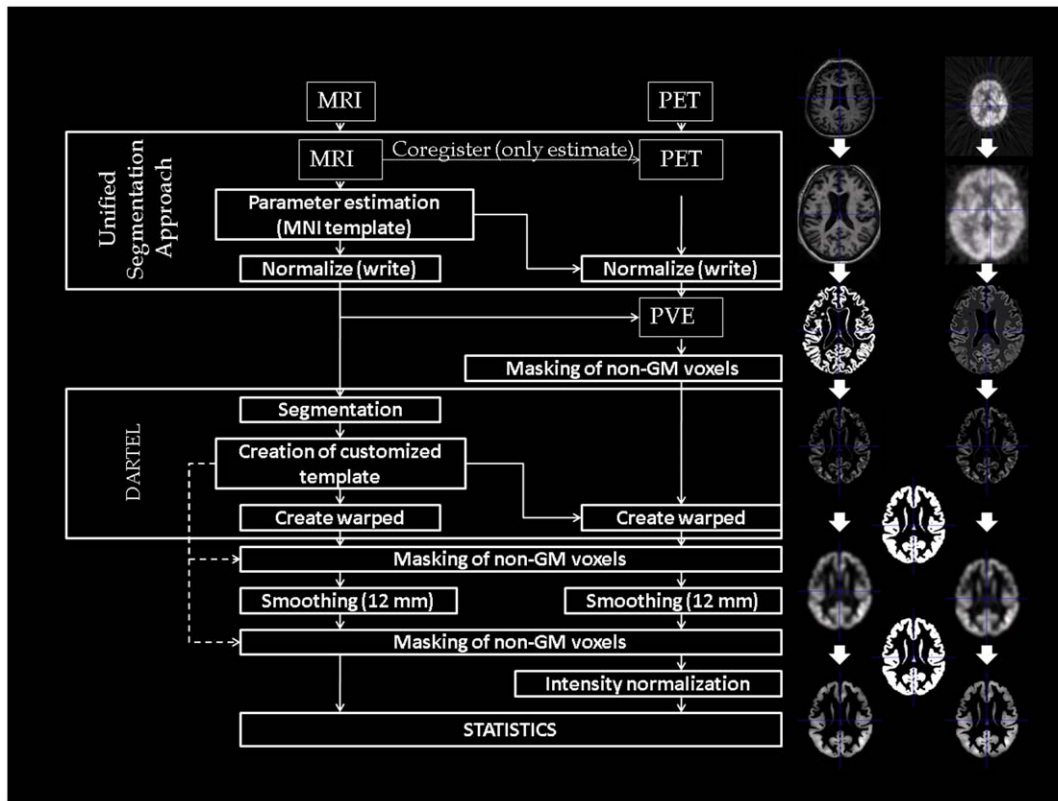 MRI
PET
MRI
Coregister (only estimate)
PET
Unified
Segmentation
Approach
Parameter estimation
(MNI template)
Normalize (write)
Normalize (write)
PVE
Masking of non-GM voxels
DARTEL
Segmentation
Creation of customized
template
Create warped
Create warped
Masking of non-GM voxels
Smoothing (12 mm)
Smoothing (12 mm)
Masking of non-GM voxels
Intensity normalization
STATISTICS